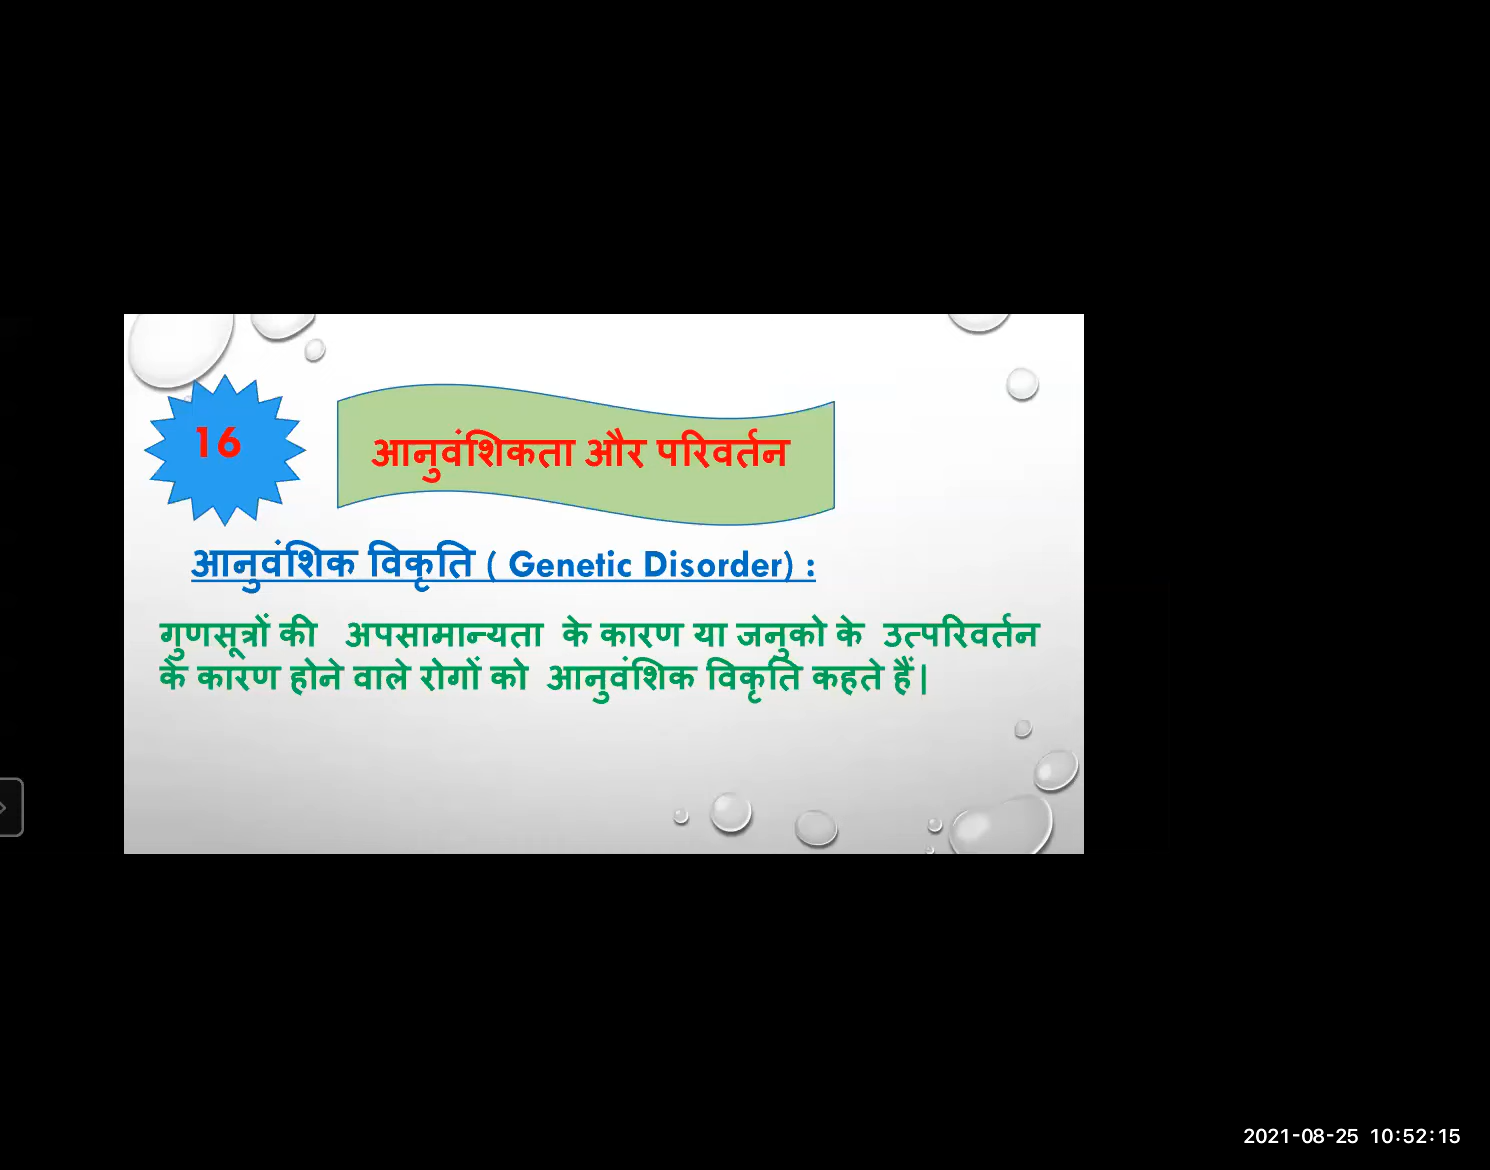 16
आनुवंशिकता और परिवर्तन
आनुवंशिक विकृति ( Genetic Disorder) :
गुणसूत्रों की अपसामान्यता के कारण या जनुको के उत्परिवर्तन
के कारण होने वाले रोगों को आनुवंशिक विकृति कहते हैं|
2021-08-25 10:52:15